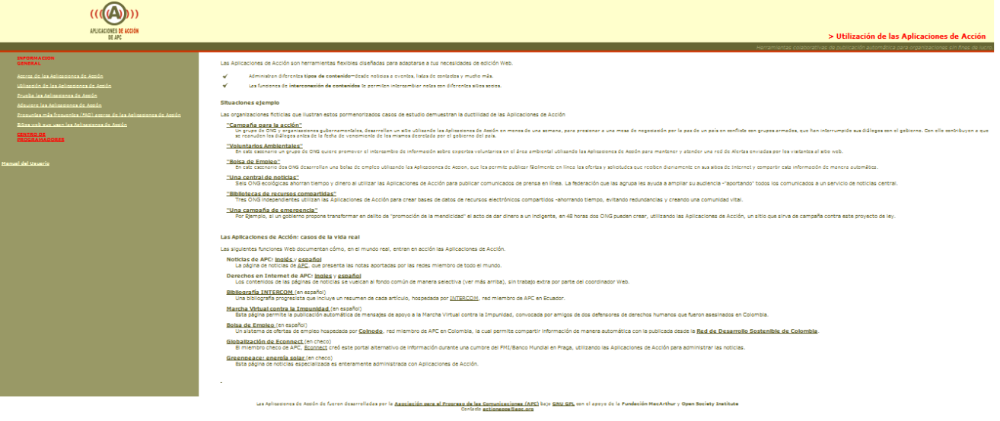 ((( A )))
APLICACIONES DE ACCIÓN
DE APC
> Utilización de las Aplicaciones de Acción
Herramientas colaborativas de publicación automática para organizaciones sin fines de lucro.
INFORMACION
GENERAL
Acerca de las Aplicaciones de Acción
Utilización de las Aplicaciones de Acción
Pruebe las Aplicaciones de Acción
Adquiera las Aplicaciones de Acción
Preguntas más frecuentes (FAQ) acerca de las Aplicaciones de Acción
Sitios web que usan las Aplicaciones de Acción
CENTRO DE
PROGRAMADORES
Manual del Usuario
Las Aplicaciones de Acción son herramientas flexibles diseñadas para adaptarse a tus necesidades de edición Web.
Administran diferentes tipos de contenido—desde noticias a eventos, listas de contactos y mucho más.
Las funciones de interconexión de contenidos te permiten intercambiar notas con diferentes sitios socios.
Situaciones ejemplo
Las organizaciones ficticias que ilustran estos pormenorizados casos de estudio demuestran la ductilidad de las Aplicaciones de Acción
"Campaña para la acción"
Un grupo de ONG y organizaciones gubernamentales, desarrollan un sitio utilizando las Aplicaciones de Acción en menos de una semana, para presionar a una mesa de negociación por la paz de un país en conflicto con grupos armados, que han interrumpido sus diálogos con el gobierno. Con ello contribuyen a que
se reanuden los diálogos antes de la fecha de vencimiento de los mismos decretada por el gobierno del país.
"Voluntarios Ambientales"
En este escenario un grupo de ONG quiere promover el intercambio de información sobre expertos voluntarios en el área ambiental utilizando las Aplicaciones de Acción para mantener y atender una red de Alertas enviadas por los visitantes al sitio web.
"Bolsa de Empleo"
En este escenario dos ONG desarrollan una bolsa de empleo utilizando las Aplicaciones de Accion, que les permite publicar fácilmente en línea las ofertas y solicitudes que reciben diariamente en sus sitios de Internet y compartir esta información de manera automática.
"Una central de noticias"
Seis ONG ecológicas ahorran tiempo y dinero al utilizar las Aplicaciones de Acción para publicar comunicados de prensa en línea. La federación que las agrupa les ayuda a ampliar su audiencia -"aportando" todos los comunicados a un servicio de noticias central.
"Bibliotecas de recursos compartidas"
Tres ONG independientes utilizan las Aplicaciones de Acción para crear bases de datos de recursos electrónicos compartidos -ahorrando tiempo, evitando redundancias y creando una comunidad vital.
"Una campaña de emergencia"
Por Ejemplo, si un gobierno propone transformar en delito de "promoción de la mendicidad" el acto de dar dinero a un indigente, en 48 horas dos ONG pueden crear, utilizando las Aplicaciones de Acción, un sitio que sirva de campaña contra este proyecto de ley.
Las Aplicaciones de Acción: casos de la vida real
Las siguientes funciones Web documentan cómo, en el mundo real, entran en acción las Aplicaciones de Acción.
Noticias de APC: inglés y español
La página de noticias de APC, que presenta las notas aportadas por las redes miembro de todo el mundo.
Derechos en Internet de APC: ingles y español
Los contenidos de las páginas de noticias se vuelcan al fondo común de manera selectiva (ver más arriba), sin trabajo extra por parte del coordinador Web.
Bibliografía INTERCOM (en español)
Una bibliografía progresista que incluye un resumen de cada artículo, hospedada por INTERCOM, red miembro de APC en Ecuador.
Marcha Virtual contra la Impunidad (en español)
Esta página permite la publicación automática de mensajes de apoyo a la Marcha Virtual contra la Impunidad, convocada por amigos de dos defensores de derechos humanos que fueron asesinados en Colombia.
Bolsa de Empleo (en español)
Un sistema de ofertas de empleo hospedada por Colnodo, red miembro de APC en Colombia, la cual permite compartir información de manera automática con la publicada desde la Red de Desarrollo Sostenible de Colombia.
Globalización de Econnect (en checo)
El miembro checo de APC, Econnect creó este portal alternativo de información durante una cumbre del FMI/Banco Mundial en Praga, utilizando las Aplicaciones de Acción para administrar las noticias.
Greenpeace: energía solar (en checo)
Esta página de noticias especializada es enteramente administrada con Aplicaciones de Acción.
Las Aplicaciones de Acción de fueron desarrolladas por la Asociación para el Progreso de las Comunicaciones (APC) bajo GNU GPL con el apoyo de la Fundación MacArthur y Open Society Institute
Contacto actionapps@apc.org